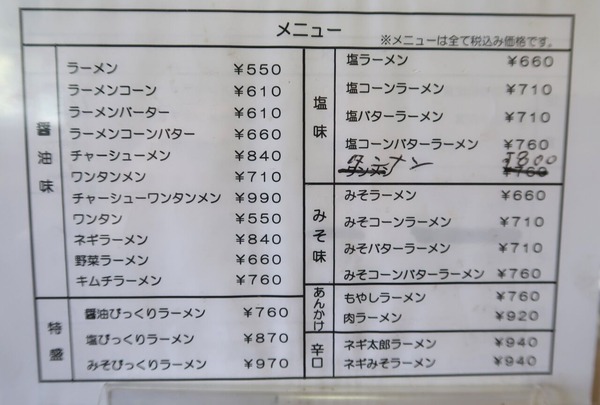 メニュー
※メニューは全て税込み価格です。
醤油味
ラーメン ¥550
ラーメンコーン ¥610
ラーメンバーター ¥610
ラーメンコーンバター ¥660
チャーシューメン ¥840
ワンタンメン ¥710
チャーシューワンタンメン ¥990
ワンタン ¥550
ネギラーメン ¥840
野菜ラーメン ¥660
キムチラーメン ¥760
特盛
醤油びっくりラーメン ¥760
塩びっくりラーメン ¥870
みそびっくりラーメン ¥970
塩味
塩ラーメン ¥660
塩コーンラーメン ¥710
塩バターラーメン ¥710
塩コーンバターラーメン ¥760
タンメン ¥800
タンメン ¥760
みそ味
みそラーメン ¥660
みそコーンラーメン ¥710
みそバターラーメン ¥710
みそコーンバターラーメン ¥760
あんかけ
もやしラーメン ¥760
肉ラーメン ¥920
辛口
ネギ太郎ラーメン ¥940
ネギみそラーメン ¥940